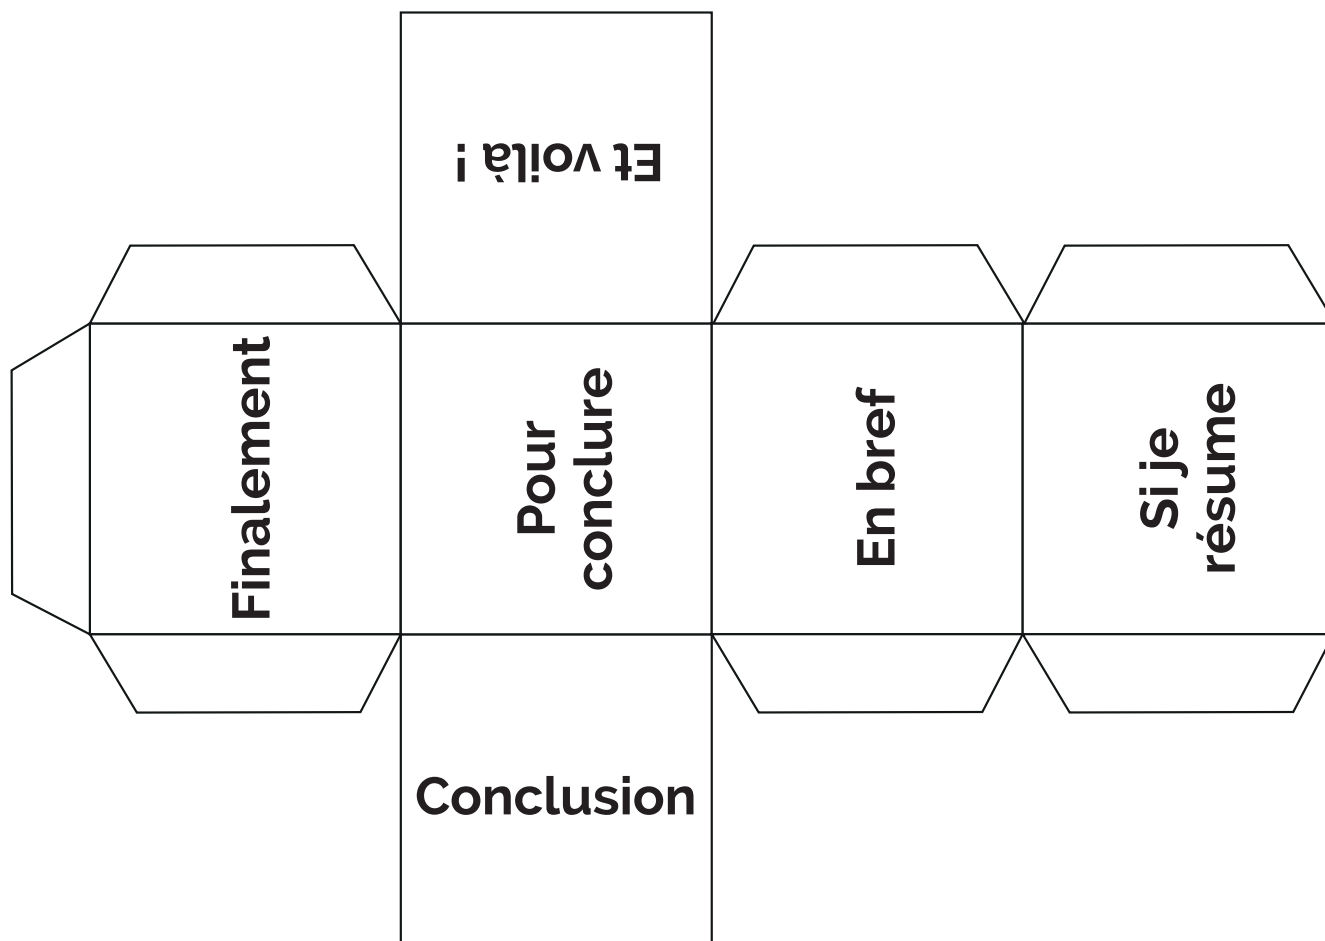 Et voilà !
Finalement
Pour
conclure
En bref
Si je
résume
Conclusion